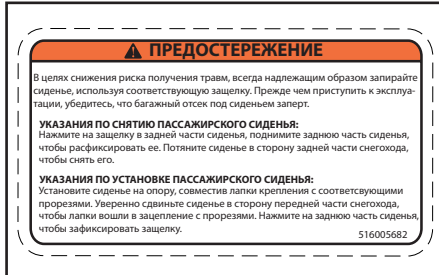 ПРЕДОСТЕРЕЖЕНИЕ
В целях снижения риска получения травм, всегда надлежащим образом запирайте
сиденье, используя соответствующую защелку. Прежде чем приступить к эксплуа-
тации, убедитесь, что багажный отсек под сиденьем заперт.
УКАЗАНИЯ ПО СНЯТИЮ ПАССАЖИРСКОГО СИДЕНЬЯ:
Нажмите на защелку в задней части сиденья, поднимите заднюю часть сиденья,
чтобы расфиксировать ее. Потяните сиденье в сторону задней части снегохода,
чтобы снять его.
УКАЗАНИЯ ПО УСТАНОВКЕ ПАССАЖИРСКОГО СИДЕНЬЯ:
Установите сиденье на опору, совместив лапки крепления с соответсвующими
прорезями. Уверенно сдвиньте сиденье в сторону передней части снегохода,
чтобы лапки вошли в зацепление с прорезями. Нажмите на заднюю часть сиденья,
чтобы зафиксировать защелку.
516005682